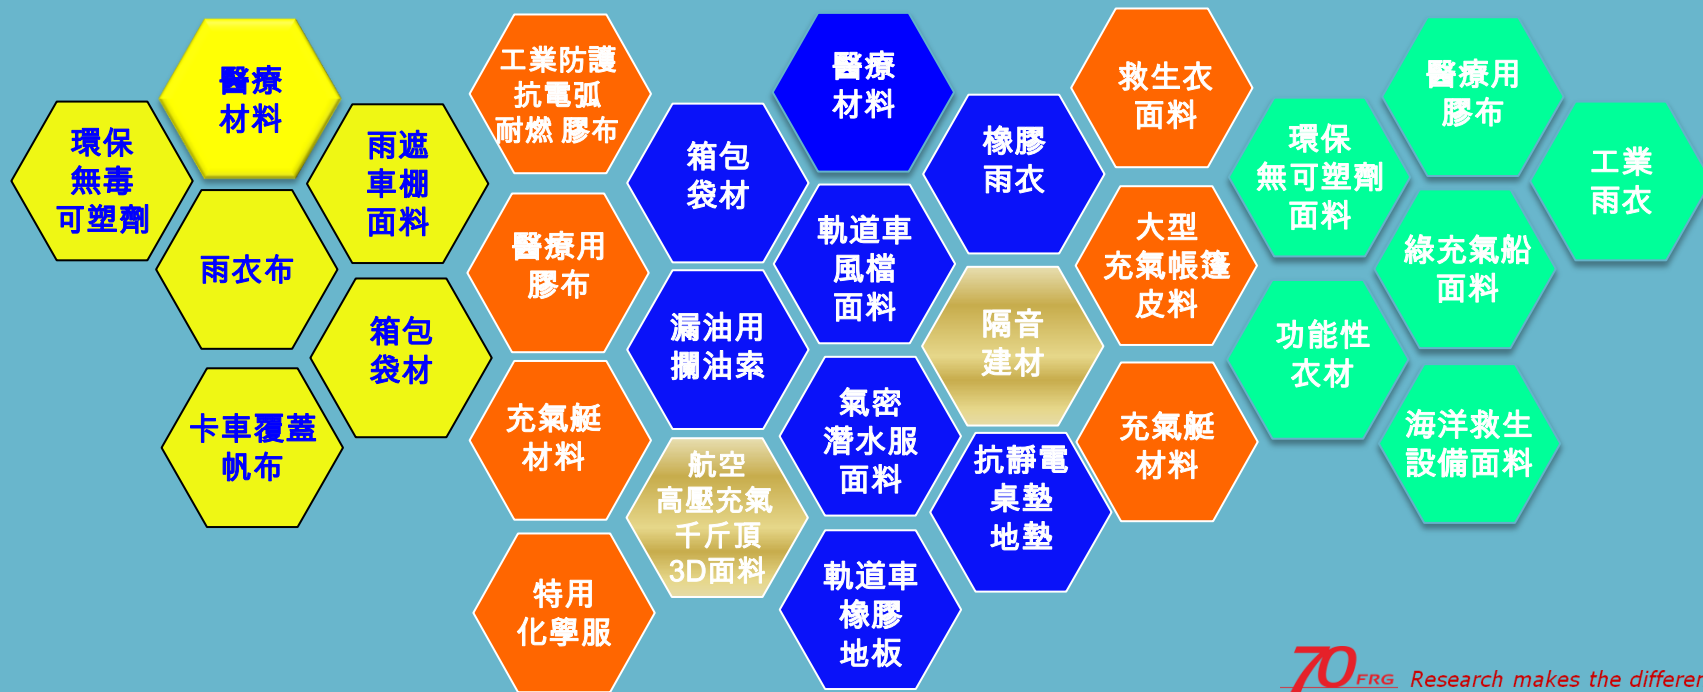 醫療
材料
環保
無毒
可塑劑
雨遮
車棚
面料
雨衣布
箱包
袋材
卡車覆蓋
帆布
工業防護
抗電弧
耐燃 膠布
醫療用
膠布
充氣艇
材料
特用
化學服
箱包
袋材
漏油用
攔油索
航空
高壓充氣
千斤頂
3D面料
醫療
材料
軌道車
風檔
面料
氣密
潛水服
面料
軌道車
橡膠
地板
橡膠
雨衣
隔音
建材
抗靜電
桌墊
地墊
救生衣
面料
大型
充氣帳篷
皮料
充氣艇
材料
環保
無可塑劑
面料
功能性
衣材
醫療用
膠布
綠充氣船
面料
海洋救生
設備面料
工業
雨衣
70 FRG Research makes the differen